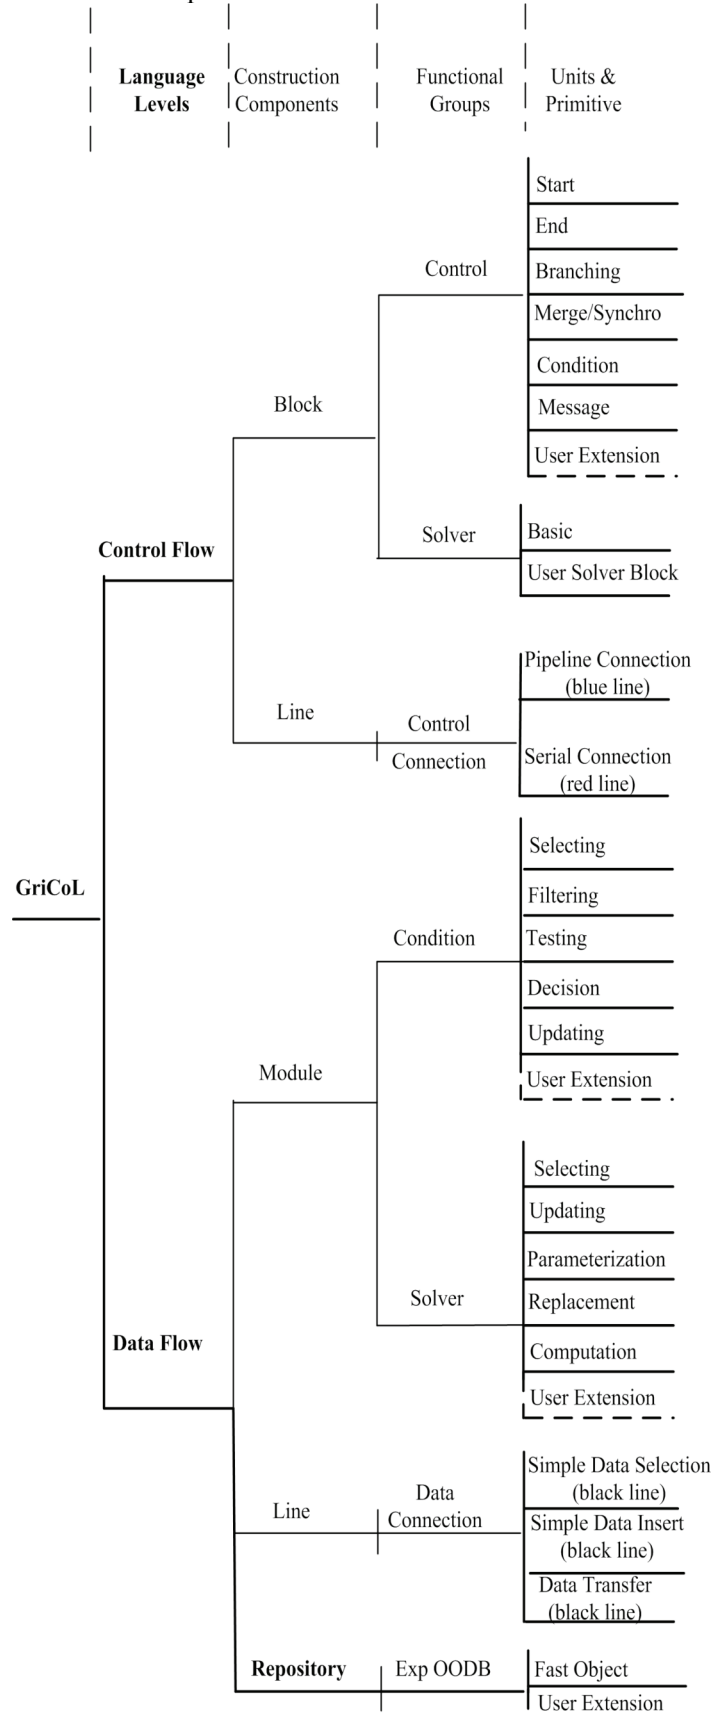 Language
Levels
Construction
Components
Functional
Groups
Units &
Primitive
Start
End
Control
Branching
Merge/Synchro
Condition
Block
Message
User Extension
Solver
Basic
Control Flow
User Solver Block
Pipeline Connection
(blue line)
Line
Control
Connection
Serial Connection
(red line)
Selecting
GriCoL
Filtering
Condition
Testing
Decision
Updating
Module
User Extension
Selecting
Updating
Parameterization
Solver
Replacement
Data Flow
Computation
User Extension
Simple Data Selection
(black line)
Line
Data
Connection
Simple Data Insert
(black line)
Data Transfer
(black line)
Repository
Exp OODB
Fast Object
User Extension